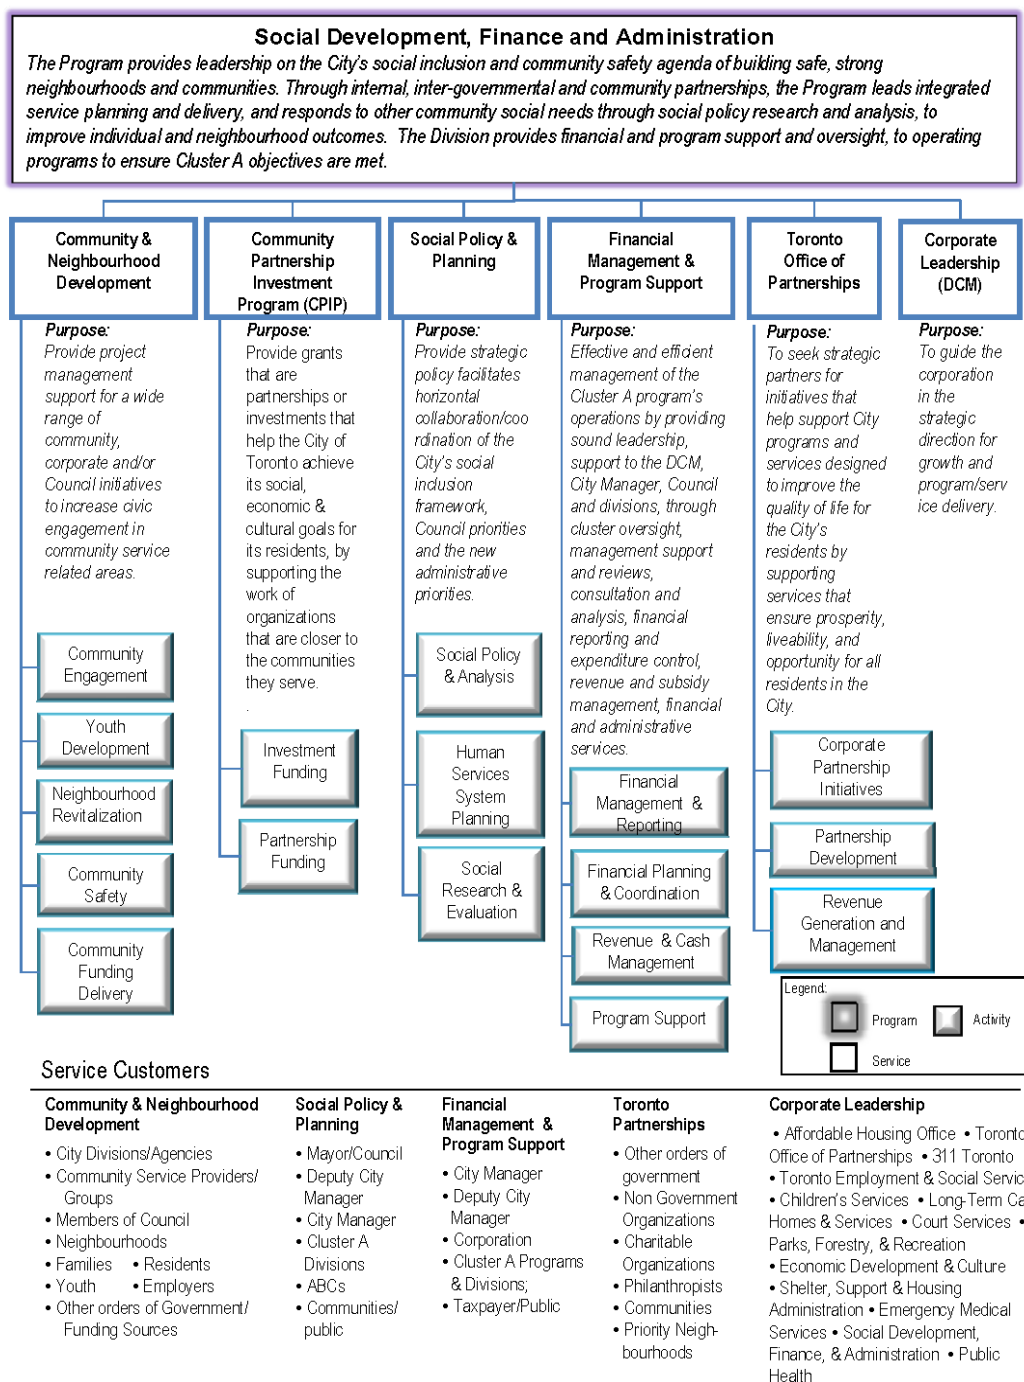 Social Development, Finance and Administration
The Program provides leadership on the City's social inclusion and community safety agenda of building safe, strong
neighbourhoods and communities. Through internal, inter-governmental and community partnerships, the Program leads integrated
service planning and delivery, and responds to other community social needs through social policy research and analysis, to
improve individual and neighbourhood outcomes. The Division provides financial and program support and oversight, to operating
programs to ensure Cluster A objectives are met.
Community &
Neighbourhood
Development
Purpose:
Provide project
management
support for a wide
range of
community,
corporate and/or
Council initiatives
to increase civic
engagement in
community service
related areas.
Community
Engagement
Youth
Development
Neighbourhood
Revitalization
Community
Safety
Community
Funding
Delivery
Community
Partnership
Investment
Program (CPIP)
Purpose:
Provide grants
that are
partnerships or
investments that
help the City of
Toronto achieve
its social,
economic &
cultural goals for
its residents, by
supporting the
work of
organizations
that are closer to
the communities
they serve.
.
Investment
Funding
Partnership
Funding
Social Policy &
Planning
Purpose:
Provide strategic
policy facilitates
horizontal
collaboration/coo
rdination of the
City's social
inclusion
framework,
Council priorities
and the new
administrative
priorities.
Social Policy
& Analysis
Human
Services
System
Planning
Social
Research &
Evaluation
Financial
Management &
Program Support
Purpose:
Effective and efficient
management of the
Cluster A program's
operations by providing
sound leadership,
support to the DCM,
City Manager, Council
and divisions, through
cluster oversight,
management support
and reviews,
consultation and
analysis, financial
reporting and
expenditure control,
revenue and subsidy
management, financial
and administrative
services.
Financial
Management &
Reporting
Financial Planning
& Coordination
Revenue & Cash
Management
Program Support
Toronto
Office of
Partnerships
Purpose:
To seek strategic
partners for
initiatives that
help support City
programs and
services designed
to improve the
quality of life for
the City's
residents by
supporting
services that
ensure prosperity,
liveability, and
opportunity for all
residents in the
City.
Corporate
Partnership
Initiatives
Partnership
Development
Revenue
Generation and
Management
Corporate
Leadership
(DCM)
Purpose:
To guide the
corporation
in the
strategic
direction for
growth and
program/serv
ice delivery.
Legend:
Program
Activity
Service
Service Customers
Community & Neighbourhood
Development
• City Divisions/Agencies
• Community Service Providers/
Groups
• Members of Council
• Neighbourhoods
• Families • Residents
• Youth • Employers
• Other orders of Government/
Funding Sources
Social Policy &
Planning
• Mayor/Council
• Deputy City
Manager
• City Manager
• Cluster A
Divisions
• ABCs
• Communities/
public
Financial
Management &
Program Support
• City Manager
• Deputy City
Manager
• Corporation
• Cluster A Programs
& Divisions;
• Taxpayer/Public
Toronto
Partnerships
• Other orders of
government
• Non Government
Organizations
• Charitable
Organizations
• Philanthropists
• Communities
• Priority Neigh-
bourhoods
Corporate Leadership
• Affordable Housing Office • Toronto
Office of Partnerships • 311 Toronto
• Toronto Employment & Social Servic
• Children's Services • Long-Term Ca
Homes & Services • Court Services •
Parks, Forestry, & Recreation
• Economic Development & Culture
• Shelter, Support & Housing
Administration • Emergency Medical
Services • Social Development,
Finance, & Administration • Public
Health